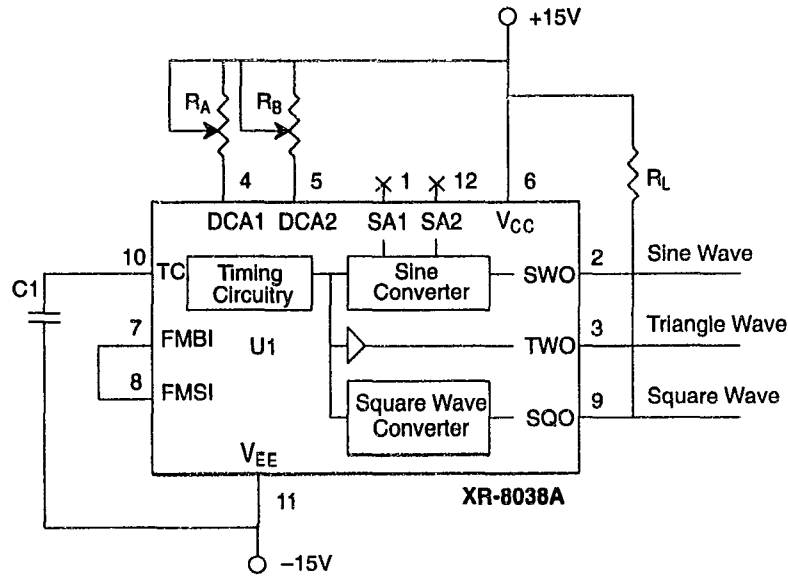 +15V
RA
RB
4
5
1
12
6
RL
DCA1
DCA2
SA1
SA2
VCC
10
TC
Timing
Circuitry
Sine
Converter
SWO
2
Sine Wave
C1
7
FMBI
U1
TWO
3
Triangle Wave
8
FMSI
Square Wave
Converter
SQO
9
Square Wave
VEE
11
XR-8038A
–15V